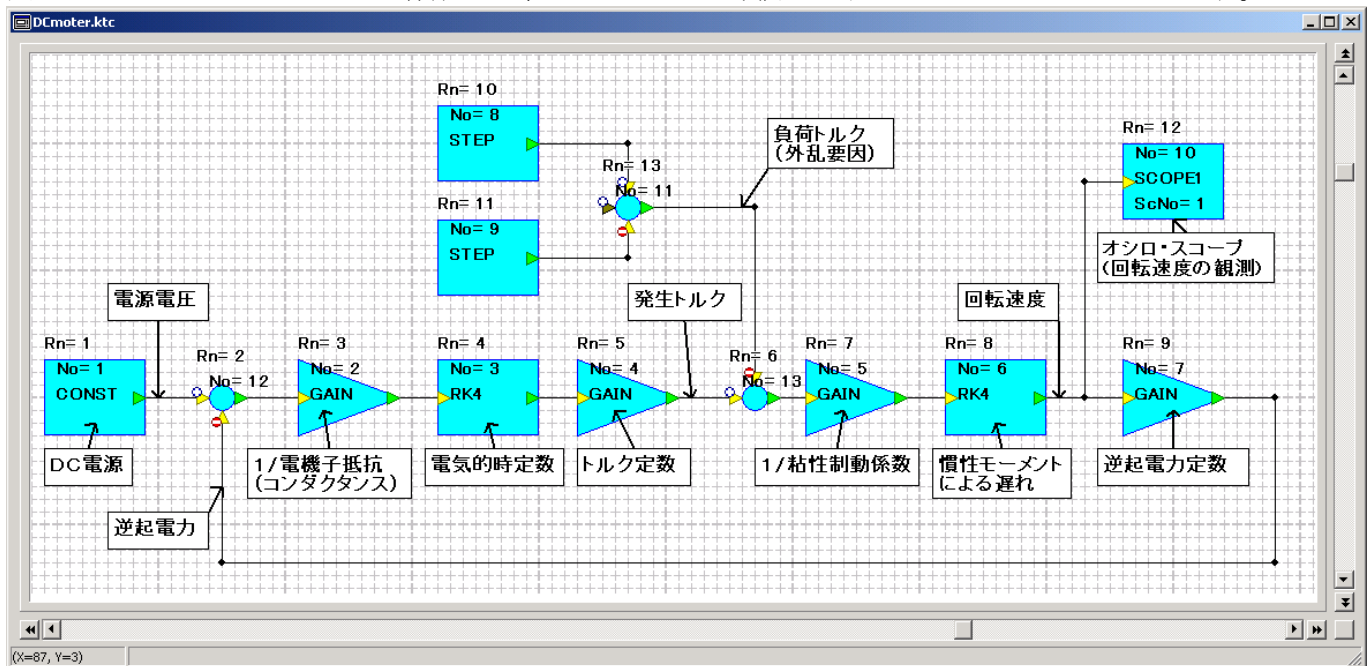 DCmoter.ktc
Rn= 10
No= 8
STEP
Rn= 11
No= 9
STEP
Rn= 13
No= 11
負荷トルク
(外乱要因)
Rn= 12
No= 10
SCOPE1
ScNo= 1
オシロ・スコープ
(回転速度の観測)
電源電圧
発生トルク
回転速度
Rn= 1
No= 1
CONST
Rn= 2
No= 12
Rn= 3
No= 2
GAIN
Rn= 4
No= 3
RK4
Rn= 5
No= 4
GAIN
Rn= 6
No= 13
Rn= 7
No= 5
GAIN
Rn= 8
No= 6
RK4
Rn= 9
No= 7
GAIN
DC電源
1/電機子抵抗
(コンダクタンス)
電気的時定数
トルク定数
1/粘性制動係数
慣性モーメント
による遅れ
逆起電力定数
逆起電力
(X=87, Y=3)